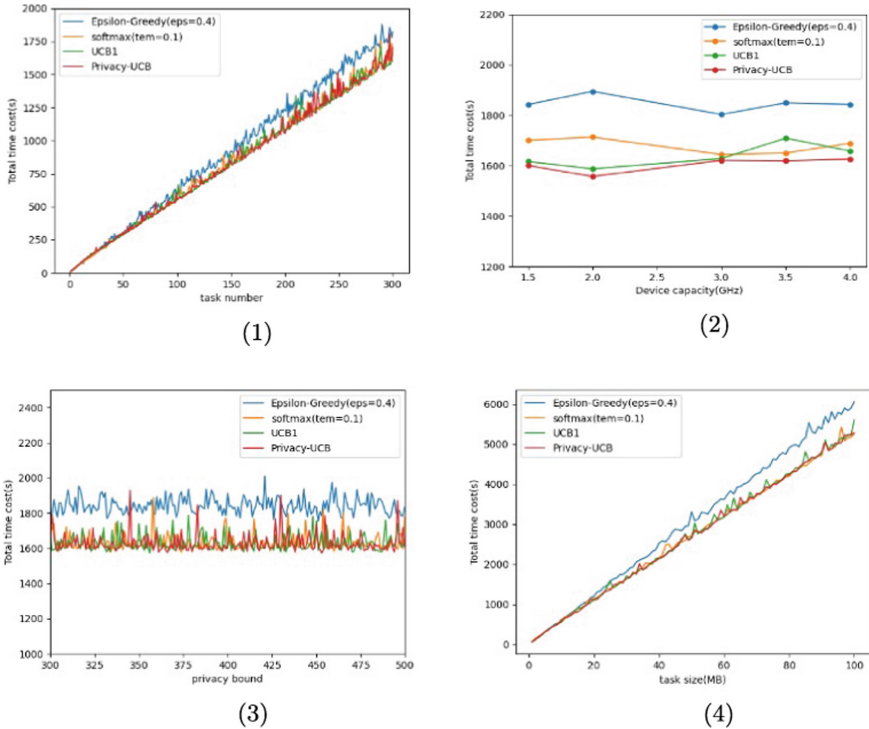 2000
1750
1500
1250
1000
750
500
250
0
Total time cost(s)
Epsilon-Greedy(eps=0.4)
softmax(tem=0.1)
UCB1
Privacy-UCB
0 50 100 150 200 250 300
task number
(1)
2200
2000
1800
1600
1400
1200
Total time cost(s)
Epsilon-Greedy(eps=0.4)
softmax(tem=0.1)
UCB1
Privacy-UCB
1.5 2.0 2.5 3.0 3.5 4.0
Device capacity(GHz)
(2)
2400
2200
2000
1800
1600
1400
1200
1000
Total time cost(s)
Epsilon-Greedy(eps=0.4)
softmax(tem=0.1)
UCB1
Privacy-UCB
300 325 350 375 400 425 450 475 500
privacy bound
(3)
6000
5000
4000
3000
2000
1000
0
Total time cost(s)
Epsilon-Greedy(eps=0.4)
softmax(tem=0.1)
UCB1
Privacy-UCB
0 20 40 60 80 100
task size(MB)
(4)